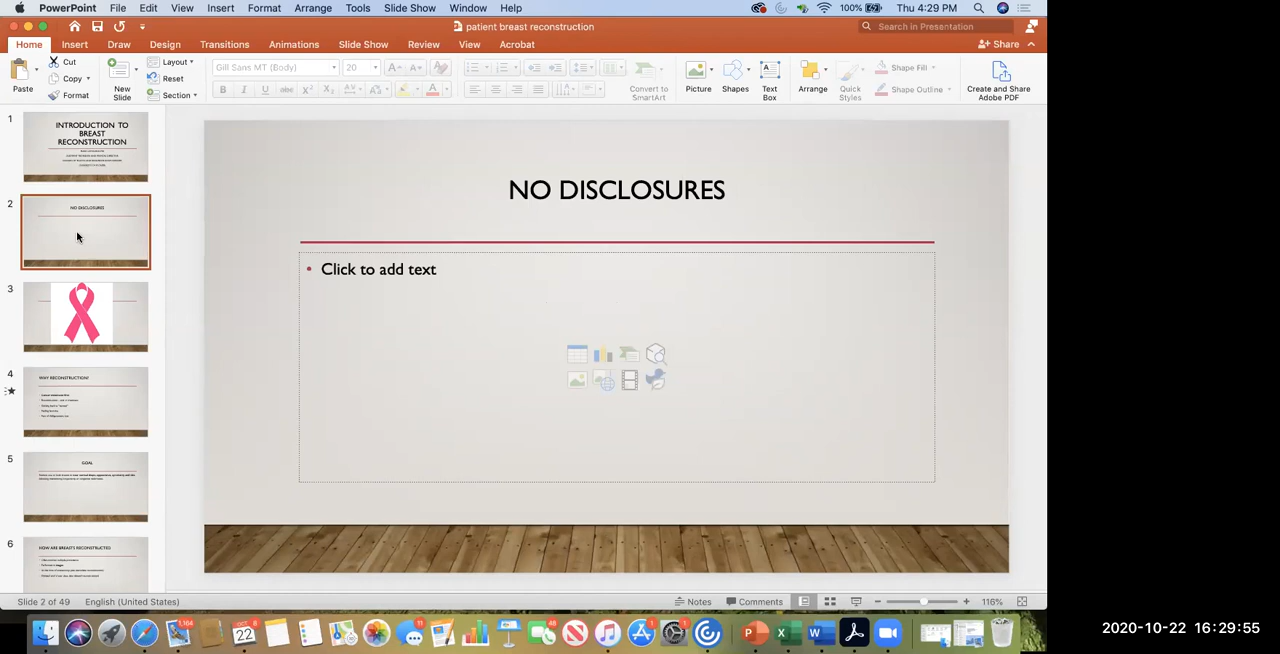 PowerPoint File Edit View Insert Format Arrange Tools Slide Show Window Help 100% Thu 4:29 PM
patient breast reconstruction Search in Presentation
Home Insert Draw Design Transitions Animations Slide Show Review View Acrobat Share
Paste Cut Copy Format
New Slide Layout Reset Section
Gill Sans MT (Body) 20
Convert to SmartArt
Picture Shapes Text Box Arrange Quick Styles
Shape Fill Shape Outline
Create and Share Adobe PDF
1
INTRODUCTION TO
BREAST
RECONSTRUCTION
2
NO DISCLOSURES
3
4
WHY RECONSTRUCTION?
5
GOAL
6
HOW ARE BREASTS RECONSTRUCTED
NO DISCLOSURES
• Click to add text
Slide 2 of 49 English (United States) Notes Comments 116%
2020-10-22 16:29:55